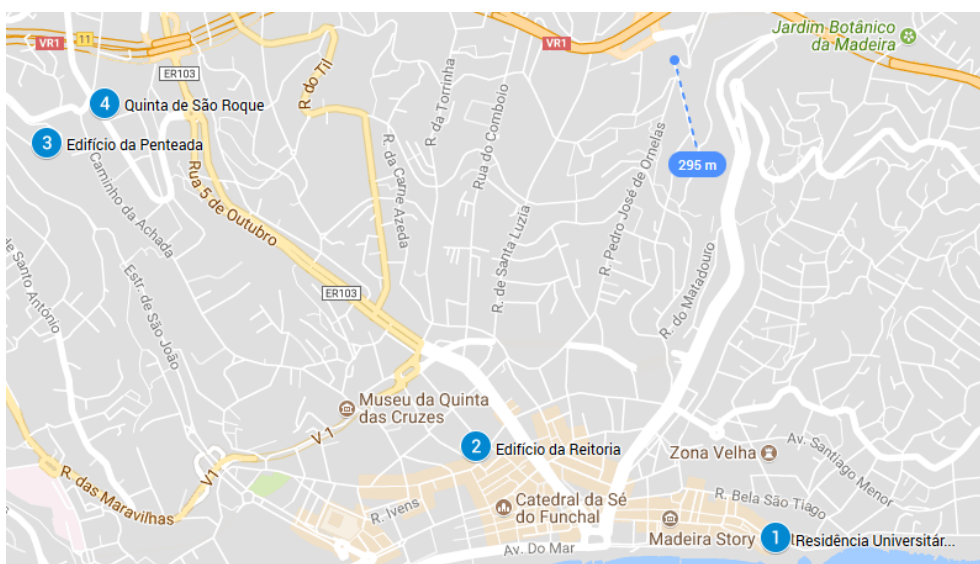 Jardim Botânico
da Madeira
VR1
11
VR1
ER103
R. do Til
4
Quinta de São Roque
3
Edifício da Penteada
R. da Torrinha
Rua do Comboio
R. Pedro José de Ornelas
295 m
R. da Carne Azeda
Caminho da Achada
Rua 5 de Outubro
R. de Santa Luzia
de Santo António
Estr. de São João
ER103
R. do Matadouro
Museu da Quinta
das Cruzes
V1
2
Edifício da Reitoria
Zona Velha
Av. Santiago Menor
R. das Maravilhas
V1
R. Ivens
Catedral da Sé
do Funchal
R. Bela São Tiago
Madeira Story
1
Residência Universitár...
Av. Do Mar